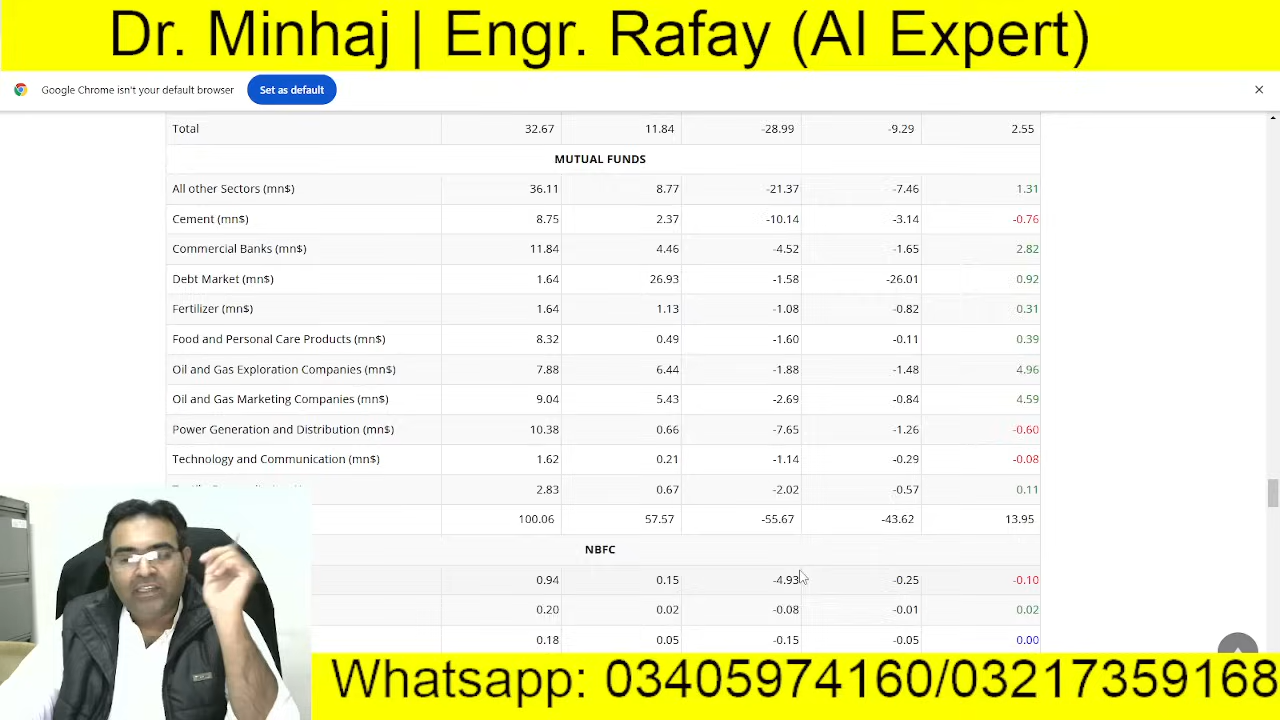 Dr. Minhaj | Engr. Rafay (AI Expert)
Google Chrome isn't your default browser Set as default
Total 32.67 11.84 -28.99 -9.29 2.55
MUTUAL FUNDS
All other Sectors (mn$) 36.11 8.77 -21.37 -7.46 1.31
Cement (mn$) 8.75 2.37 -10.14 -3.14 -0.76
Commercial Banks (mn$) 11.84 4.46 -4.52 -1.65 2.82
Debt Market (mn$) 1.64 26.93 -1.58 -26.01 0.92
Fertilizer (mn$) 1.64 1.13 -1.08 -0.82 0.31
Food and Personal Care Products (mn$) 8.32 0.49 -1.60 -0.11 0.39
Oil and Gas Exploration Companies (mn$) 7.88 6.44 -1.88 -1.48 4.96
Oil and Gas Marketing Companies (mn$) 9.04 5.43 -2.69 -0.84 4.59
Power Generation and Distribution (mn$) 10.38 0.66 -7.65 -1.26 -0.60
Technology and Communication (mn$) 1.62 0.21 -1.14 -0.29 -0.08
2.83 0.67 -2.02 -0.57 0.11
100.06 57.57 -55.67 -43.62 13.95
NBFC
0.94 0.15 -4.93 -0.25 -0.10
0.20 0.02 -0.08 -0.01 0.02
0.18 0.05 -0.15 -0.05 0.00
Whatsapp: 03405974160/03217359168